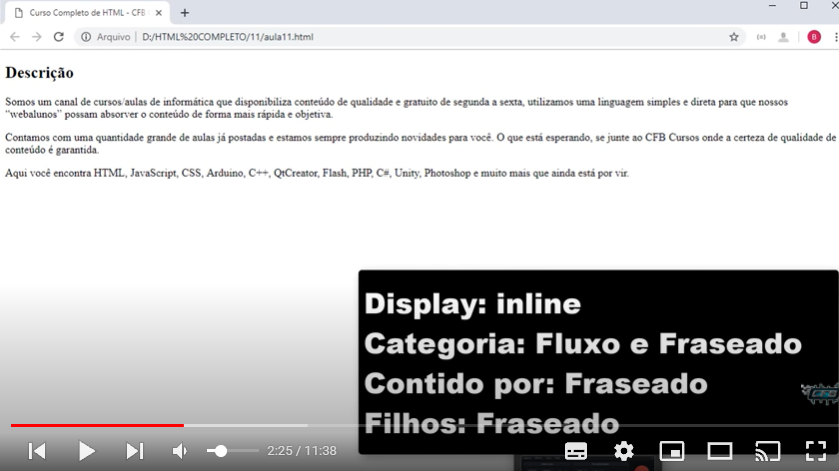 Curso Completo de HTML - CFB
Arquivo | D:/HTML%20COMPLETO/11/aula11.html
B
Descrição
Somos um canal de cursos/aulas de informática que disponibiliza conteúdo de qualidade e gratuito de segunda a sexta, utilizamos uma linguagem simples e direta para que nossos
"webalunos" possam absorver o conteúdo de forma mais rápida e objetiva.
Contamos com uma quantidade grande de aulas já postadas e estamos sempre produzindo novidades para você. O que está esperando, se junte ao CFB Cursos onde a certeza de qualidade de
conteúdo é garantida.
Aqui você encontra HTML, JavaScript, CSS, Arduino, C++, QtCreator, Flash, PHP, C#, Unity, Photoshop e muito mais que ainda está por vir.
Display: inline
Categoria: Fluxo e Fraseado
Contido por: Fraseado
Filhos: Fraseado
2:25 / 11:38